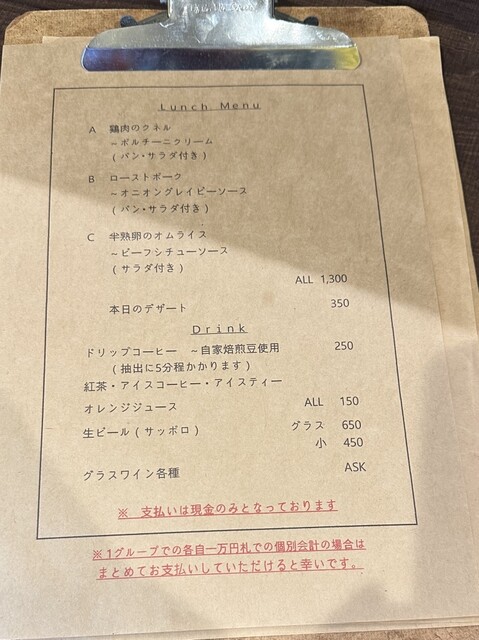 Lunch Menu
A 鶏肉のクネル
～ポルチーニクリーム
(パン・サラダ付き)
B ローストポーク
～オニオングレイビーソース
(パン・サラダ付き)
C 半熟卵のオムライス
～ビーフシチューソース
(サラダ付き)
ALL 1,300
本日のデザート 350
Drink
ドリップコーヒー ～自家焙煎豆使用 250
(抽出に5分程かかります)
紅茶・アイスコーヒー・アイスティー
オレンジジュース ALL 150
生ビール(サッポロ) グラス 650
小 450
グラスワイン各種 ASK
※ 支払いは現金のみとなっております
※1グループでの各自一万円札での個別会計の場合は
まとめてお支払いしていただけると幸いです。